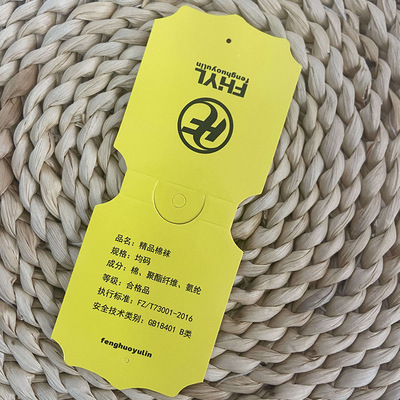 FHYL
fenghuoyulin
品名: 精品棉袜
规格: 均码
成分: 棉、聚酯纤维、氨纶
等级: 合格品
执行标准: FZ/T73001-2016
安全技术类别: GB18401 B类
fenghuoyulin